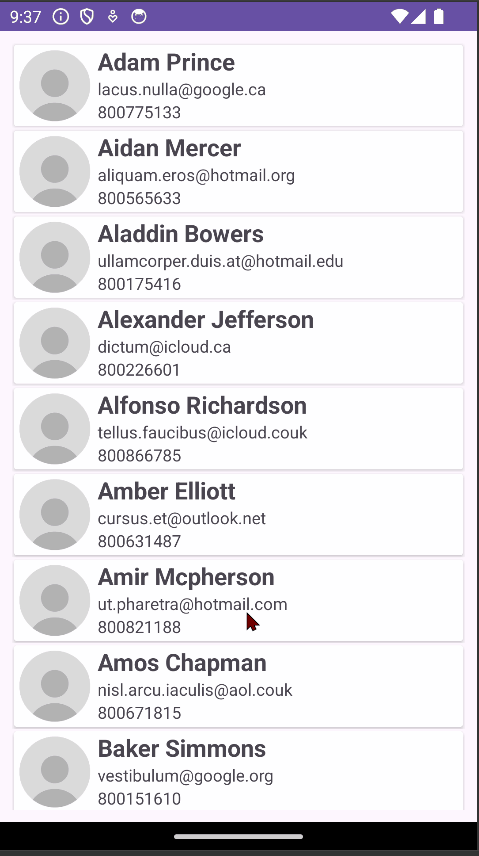 9:37
Adam Prince
lacus.nulla@google.ca
800775133
Aidan Mercer
aliquam.eros@hotmail.org
800565633
Aladdin Bowers
ullamcorper.duis.at@hotmail.edu
800175416
Alexander Jefferson
dictum@icloud.ca
800226601
Alfonso Richardson
tellus.faucibus@icloud.couk
800866785
Amber Elliott
cursus.et@outlook.net
800631487
Amir Mcpherson
ut.pharetra@hotmail.com
800821188
Amos Chapman
nisl.arcu.iaculis@aol.couk
800671815
Baker Simmons
vestibulum@google.org
800151610